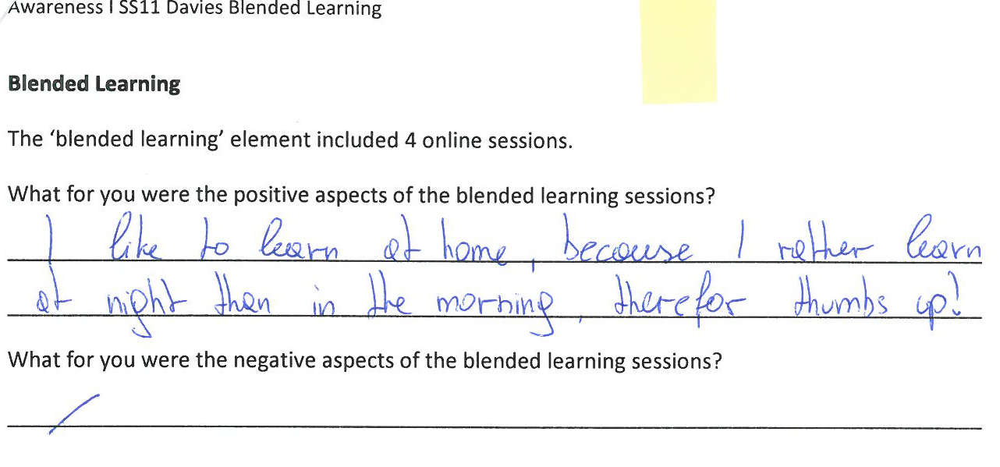 Awareness I SS11 Davies Blended Learning
Blended Learning
The ‘blended learning’ element included 4 online sessions.
What for you were the positive aspects of the blended learning sessions?
I like to learn at home, because I rather learn
at night than in the morning, therefor thumbs up!
What for you were the negative aspects of the blended learning sessions?
/